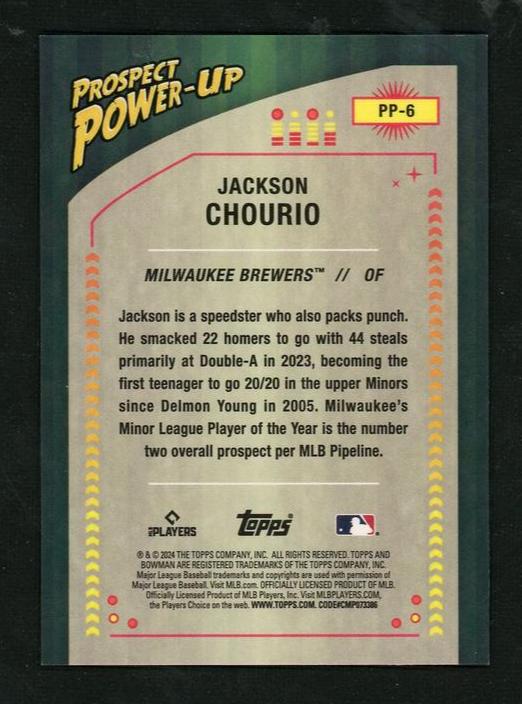 PROSPECT
POWER-UP
PP-6
JACKSON
CHOURIO
MILWAUKEE BREWERS™ // OF
Jackson is a speedster who also packs punch.
He smacked 22 homers to go with 44 steals
primarily at Double-A in 2023, becoming the
first teenager to go 20/20 in the upper Minors
since Delmon Young in 2005. Milwaukee's
Minor League Player of the Year is the number
two overall prospect per MLB Pipeline.
MLB PLAYERS
Topps®
® & © 2024 THE TOPPS COMPANY, INC. ALL RIGHTS RESERVED. TOPPS AND
BOWMAN ARE REGISTERED TRADEMARKS OF THE TOPPS COMPANY, INC.
Major League Baseball trademarks and copyrights are used with permission of
Major League Baseball. Visit MLB.com. OFFICIALLY LICENSED PRODUCT OF MLB.
Officially Licensed Product of MLB Players, Inc. Visit MLBPLAYERS.COM,
the Players Choice on the web. WWW.TOPPS.COM. CODE#CMP073386